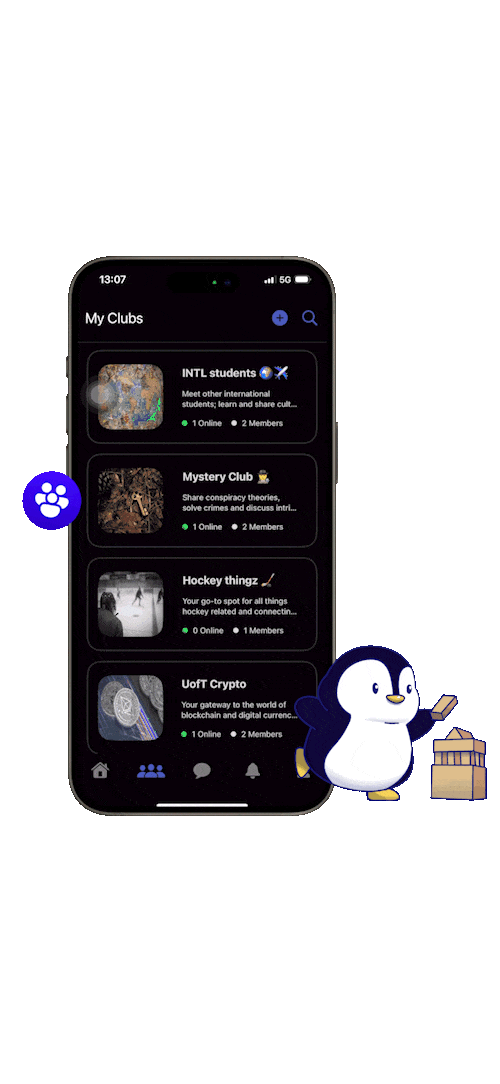 13:07
5G
My Clubs
INTL students 🌍✈️
Meet other international
students; learn and share cult...
1 Online
2 Members
Mystery Club 🕵️
Share conspiracy theories,
solve crimes and discuss intri...
1 Online
2 Members
Hockey thingz 🏒
Your go-to spot for all things
hockey related and connectin...
0 Online
1 Members
UofT Crypto
Your gateway to the world of
blockchain and digital currenc...
1 Online
2 Members